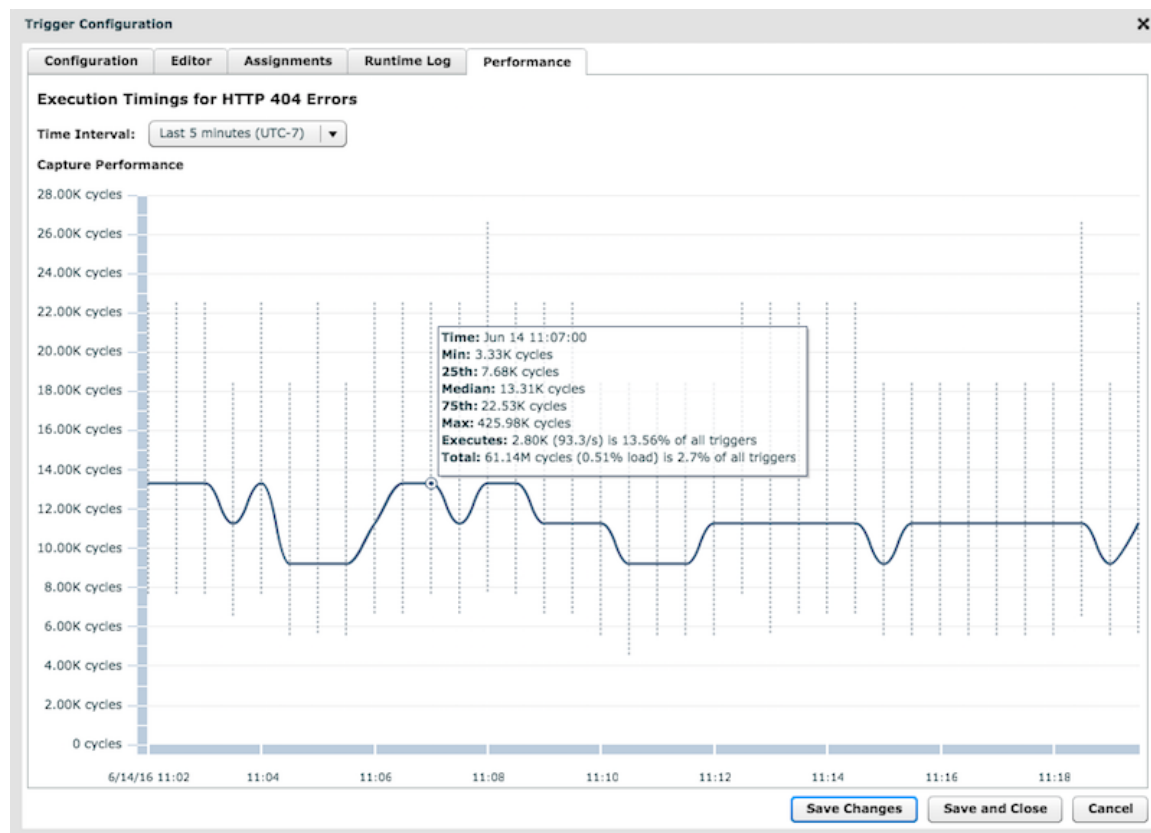 Trigger Configuration
Configuration Editor Assignments Runtime Log Performance
Execution Timings for HTTP 404 Errors
Time Interval: Last 5 minutes (UTC-7)
Capture Performance
28.00K cycles
26.00K cycles
24.00K cycles
22.00K cycles
20.00K cycles
18.00K cycles
16.00K cycles
14.00K cycles
12.00K cycles
10.00K cycles
8.00K cycles
6.00K cycles
4.00K cycles
2.00K cycles
0 cycles
Time: Jun 14 11:07:00
Min: 3.33K cycles
25th: 7.68K cycles
Median: 13.31K cycles
75th: 22.53K cycles
Max: 425.98K cycles
Executes: 2.80K (93.3/s) is 13.56% of all triggers
Total: 61.14M cycles (0.51% load) is 2.7% of all triggers
6/14/16 11:02 11:04 11:06 11:08 11:10 11:12 11:14 11:16 11:18
Save Changes Save and Close Cancel